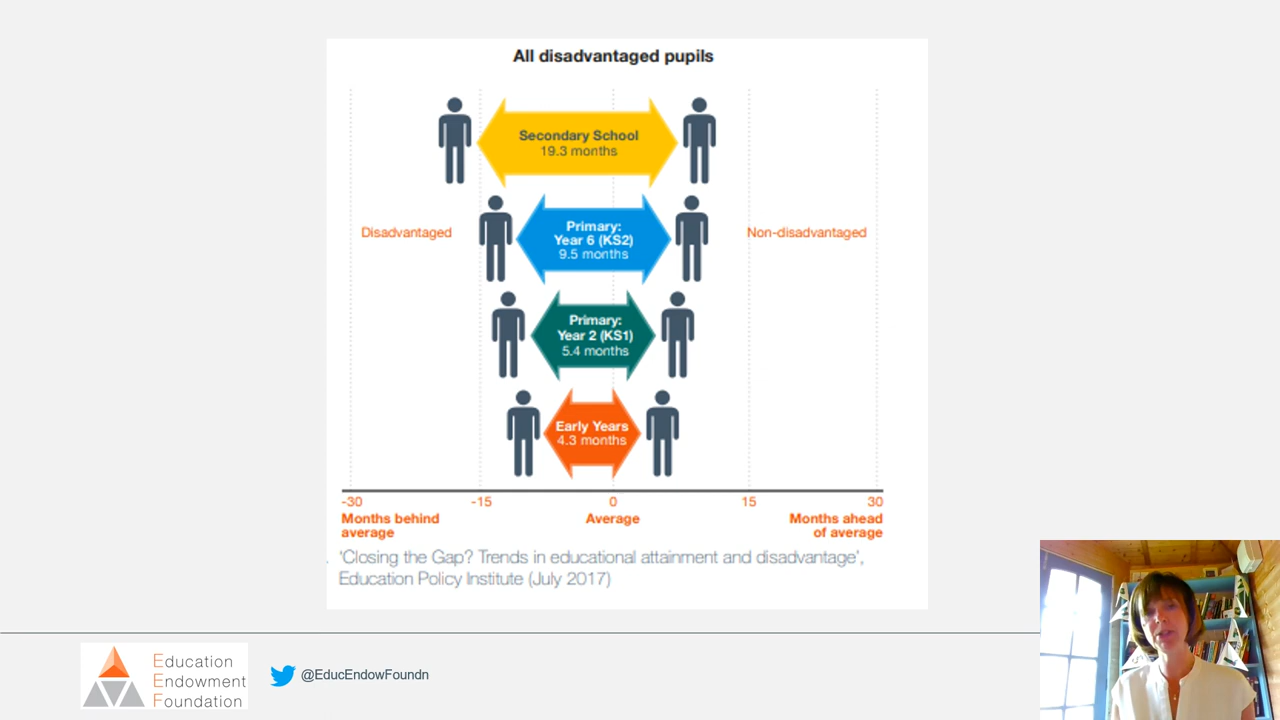 All disadvantaged pupils
Secondary School
19.3 months
Disadvantaged
Primary:
Year 6 (KS2)
9.5 months
Non-disadvantaged
Primary:
Year 2 (KS1)
5.4 months
Early Years
4.3 months
-30
-15
0
15
30
Months behind
average
Average
Months ahead
of average
'Closing the Gap? Trends in educational attainment and disadvantage',
Education Policy Institute (July 2017)
Education
Endowment
Foundation
@EducEndowFoundn